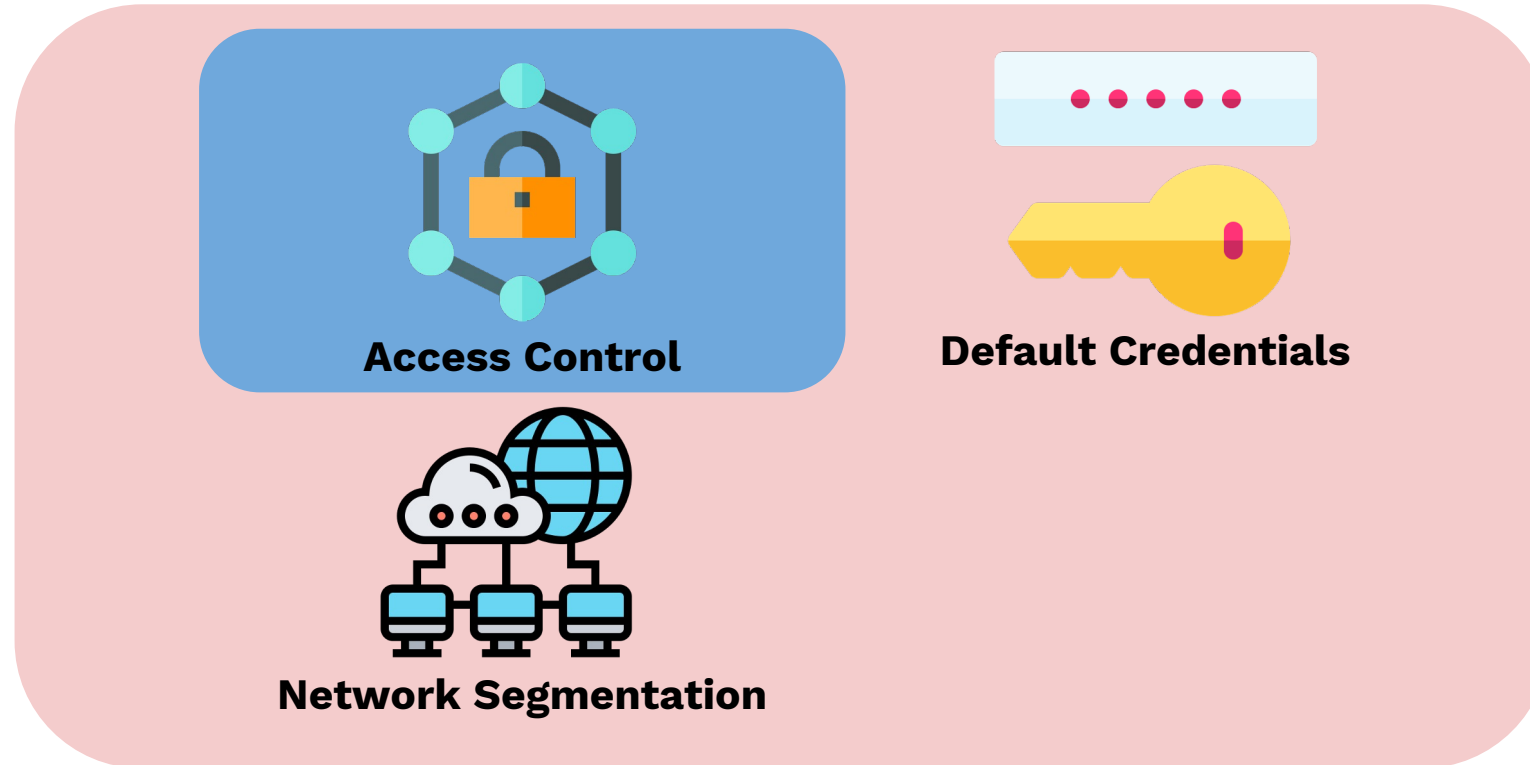 Access Control
Default Credentials
Network Segmentation